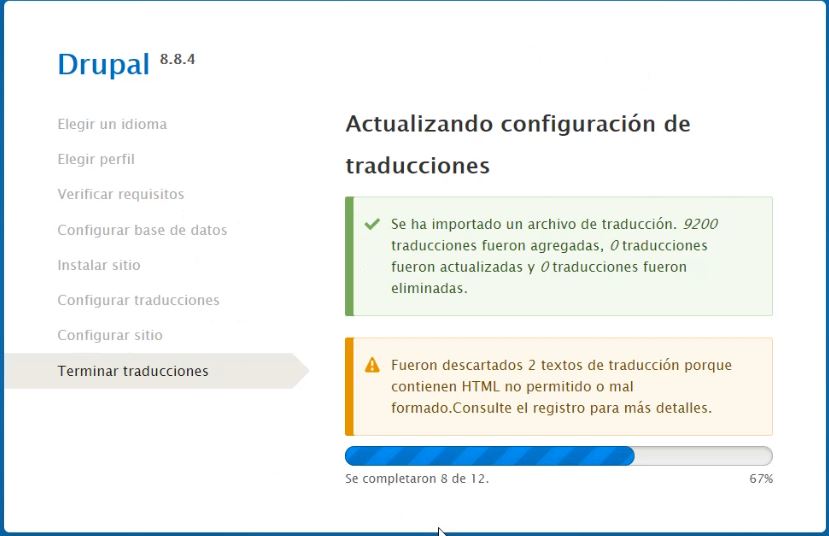 Drupal 8.8.4
Elegir un idioma
Elegir perfil
Verificar requisitos
Configurar base de datos
Instalar sitio
Configurar traducciones
Configurar sitio
Terminar traducciones
Actualizando configuración de
traducciones
Se ha importado un archivo de traducción. 9200
traducciones fueron agregadas, 0 traducciones
fueron actualizadas y 0 traducciones fueron
eliminadas.
Fueron descartados 2 textos de traducción porque
contienen HTML no permitido o mal
formado.Consulte el registro para más detalles.
Se completaron 8 de 12. 67%